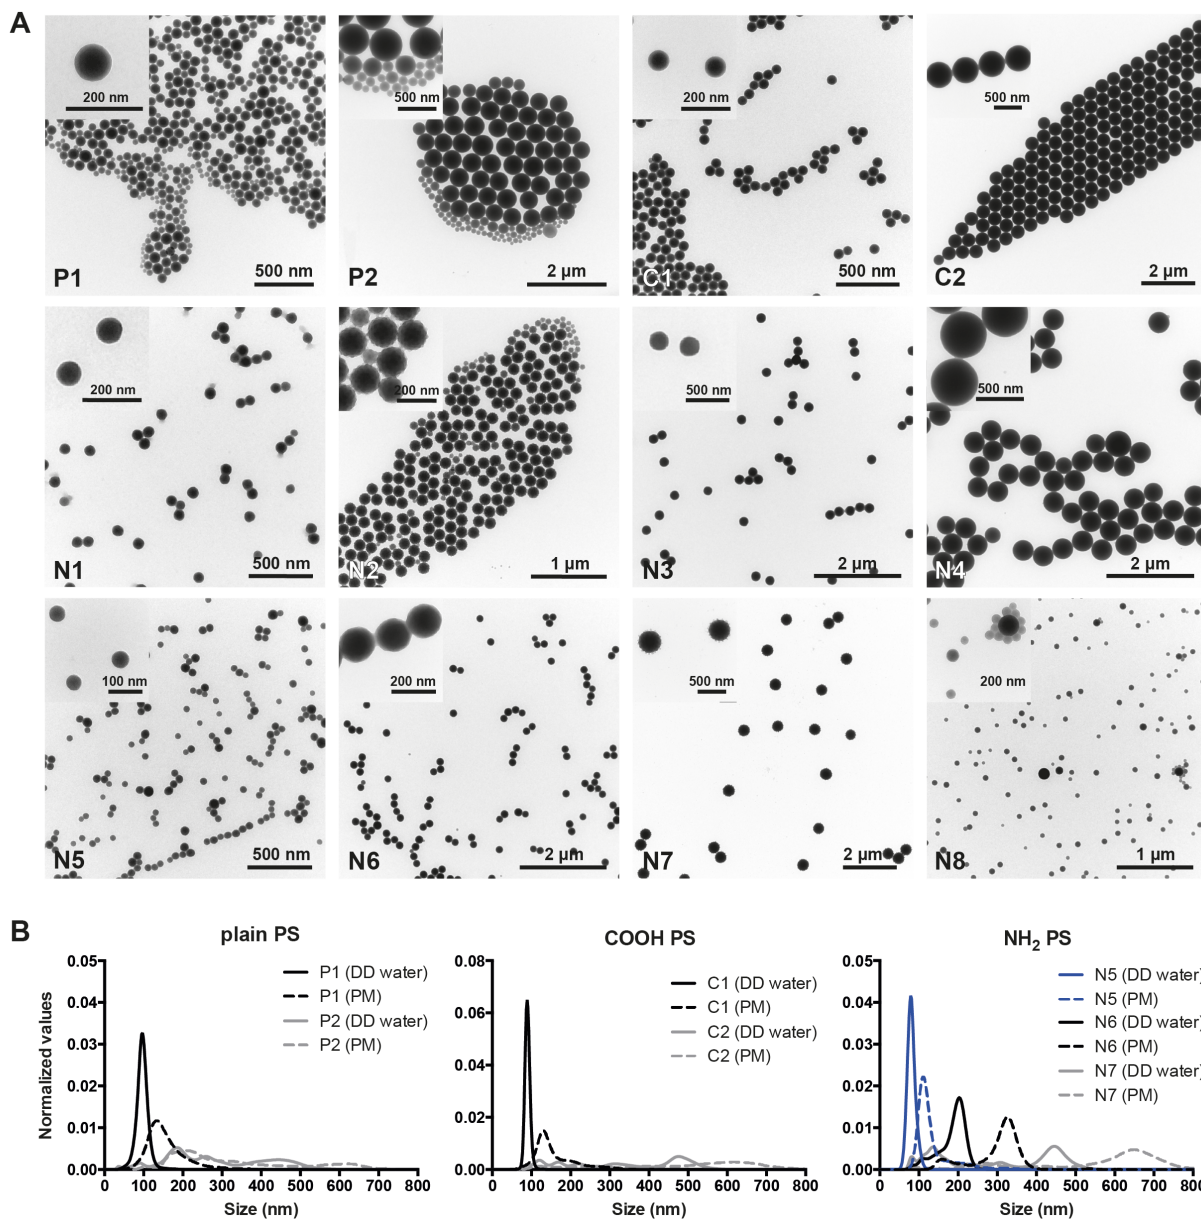 A
200 nm
500 nm
P1
500 nm
2 µm
P2
200 nm
500 nm
C1
500 nm
2 µm
C2
200 nm
500 nm
N1
200 nm
1 µm
N2
500 nm
2 µm
N3
500 nm
2 µm
N4
100 nm
500 nm
N5
200 nm
2 µm
N6
500 nm
2 µm
N7
200 nm
1 µm
N8
B
plain PS
Normalized values
0.05
0.04
0.03
0.02
0.01
0.00
P1 (DD water)
P1 (PM)
P2 (DD water)
P2 (PM)
0 100 200 300 400 500 600 700 800
Size (nm)
COOH PS
0.08
0.06
0.04
0.02
0.00
C1 (DD water)
C1 (PM)
C2 (DD water)
C2 (PM)
0 100 200 300 400 500 600 700 800
Size (nm)
NH2 PS
0.05
0.04
0.03
0.02
0.01
0.00
N5 (DD water)
N5 (PM)
N6 (DD water)
N6 (PM)
N7 (DD water)
N7 (PM)
0 100 200 300 400 500 600 700 80
Size (nm)